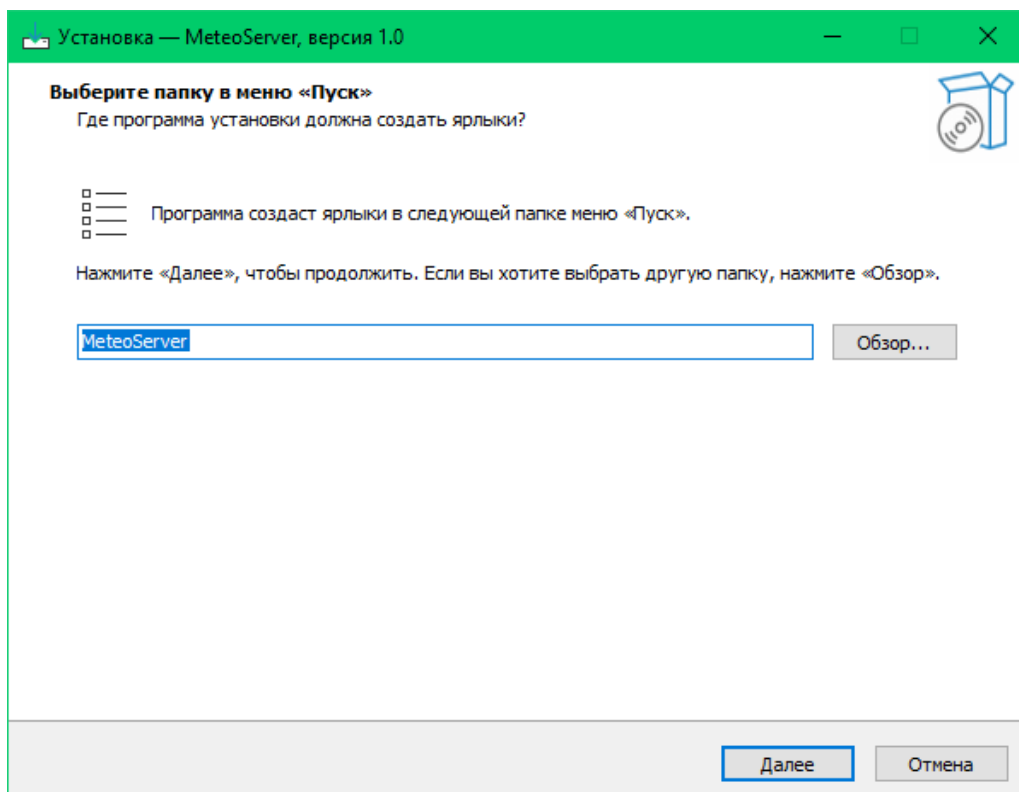 Установка — MeteoServer, версия 1.0
Выберите папку в меню «Пуск»
Где программа установки должна создать ярлыки?
Программа создаст ярлыки в следующей папке меню «Пуск».
Нажмите «Далее», чтобы продолжить. Если вы хотите выбрать другую папку, нажмите «Обзор».
MeteoServer
Обзор...
Далее
Отмена